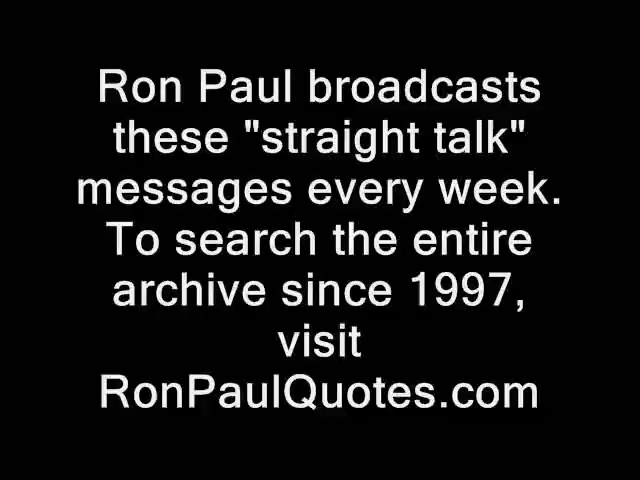 Ron Paul broadcasts
these "straight talk"
messages every week.
To search the entire
archive since 1997,
visit
RonPaulQuotes.com